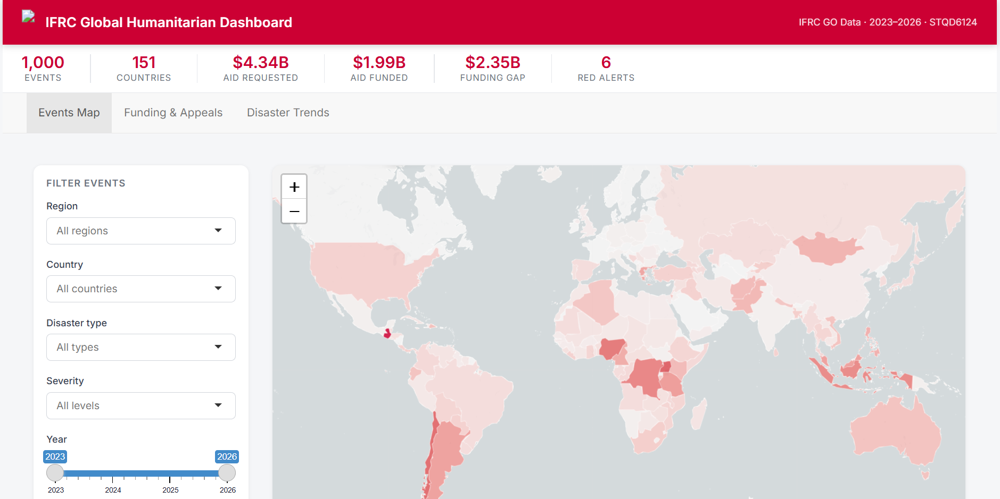 IFRC Global Humanitarian Dashboard
IFRC GO Data · 2023–2026 · STQD6124
1,000
EVENTS
151
COUNTRIES
$4.34B
AID REQUESTED
$1.99B
AID FUNDED
$2.35B
FUNDING GAP
6
RED ALERTS
Events Map
Funding & Appeals
Disaster Trends
FILTER EVENTS
Region
All regions
Country
All countries
Disaster type
All types
Severity
All levels
Year
2023
2026
2023
2024
2025
2026
+
−